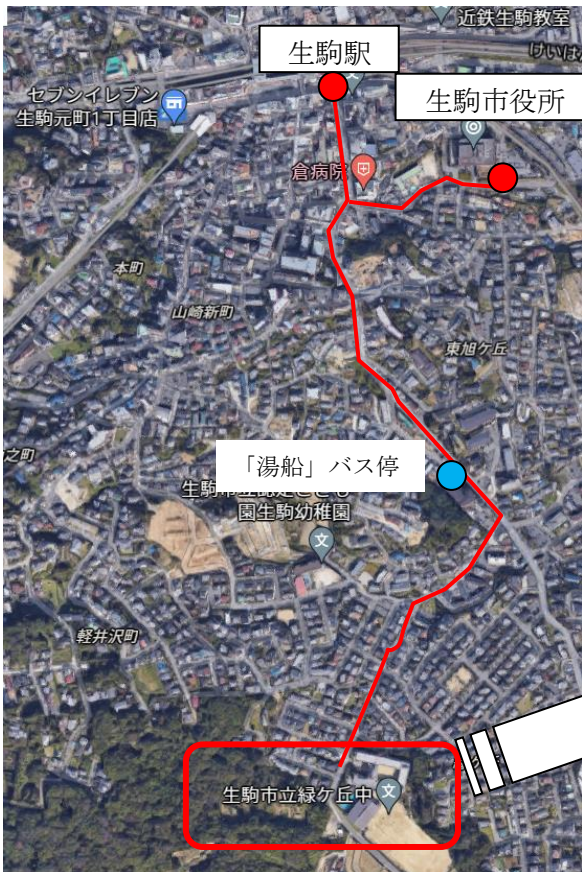 近鉄生駒教室
生駒駅
けいは
セブンイレブン
生駒元町1丁目店
生駒市役所
倉病院
本町
山崎新町
東旭ケ丘
「湯船」バス停
之町
園生駒幼稚園
軽井沢町
生駒市立緑ケ丘中
文